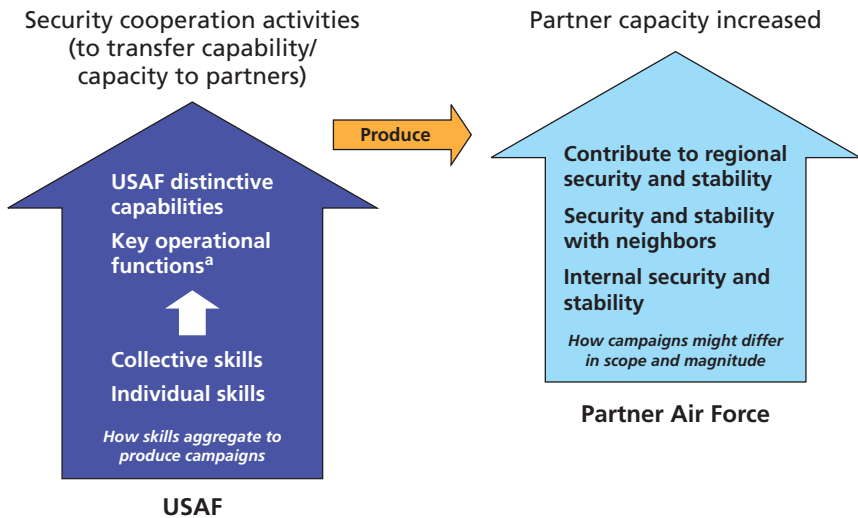 Security cooperation activities
(to transfer capability/
capacity to partners)
USAF distinctive
capabilities
Key operational
functionsª
Collective skills
Individual skills
How skills aggregate to
produce campaigns
USAF
Produce
Partner capacity increased
Contribute to regional
security and stability
Security and stability
with neighbors
Internal security and
stability
How campaigns might differ
in scope and magnitude
Partner Air Force